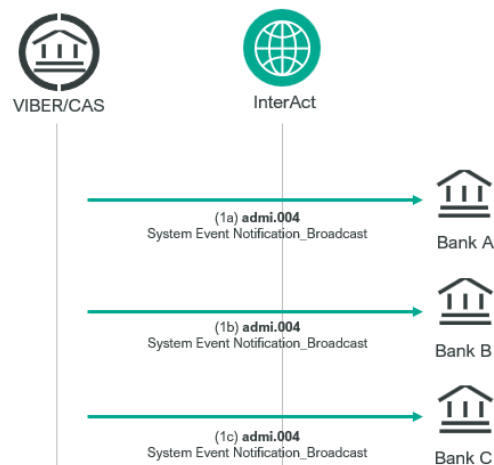 VIBER/CAS
InterAct
(1a) admi.004
System Event Notification_Broadcast
Bank A
(1b) admi.004
System Event Notification_Broadcast
Bank B
(1c) admi.004
System Event Notification_Broadcast
Bank C